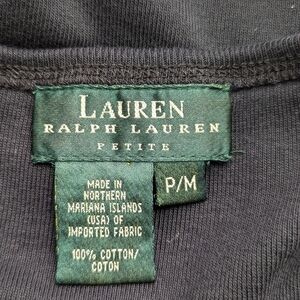 LAUREN
RALPH LAUREN
PETITE
P/M
MADE IN
NORTHERN
MARIANA ISLANDS
(USA) OF
IMPORTED FABRIC
100% COTTON/
COTON